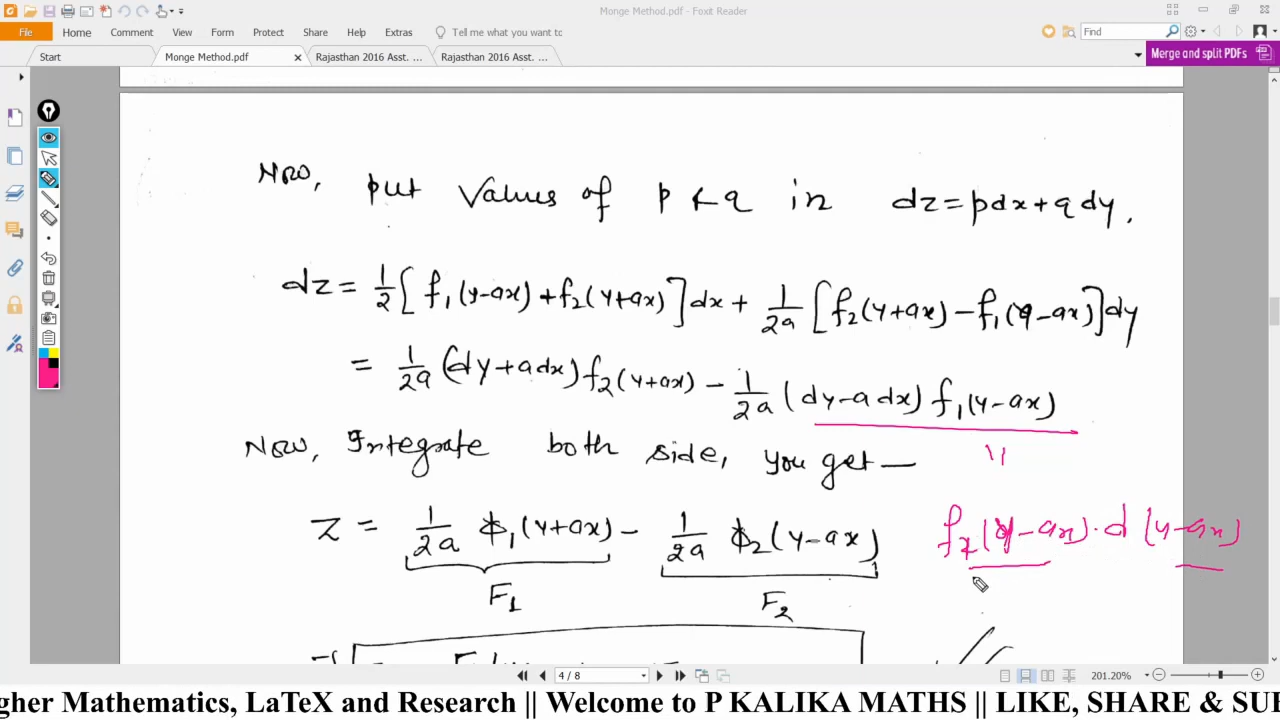 Monge Method.pdf - Foxit Reader
File Home Comment View Form Protect Share Help Extras Tell me what you want to Find
Start Monge Method.pdf Rajasthan 2016 Asst. ... Rajasthan 2016 Asst. ... Merge and split PDFs
Now, put Values of p & q in dz = pdx + q dy.
dz = 1/2 [f₁(y-ax) + f₂(y+ax)] dx + 1/2a [f₂(y+ax) - f₁(y-ax)] dy
= 1/2a (dy + adx) f₂(y+ax) - 1/2a (dy - adx) f₁(y-ax)
Now, Integrate both side, you get —
z = 1/2a ϕ₁(y+ax) - 1/2a ϕ₂(y-ax)
(y-ax)·d(y-ax)
F₁ F₂
4 / 8 201.20%
gher Mathematics, LaTeX and Research || Welcome to P KALIKA MATHS || LIKE, SHARE & SU